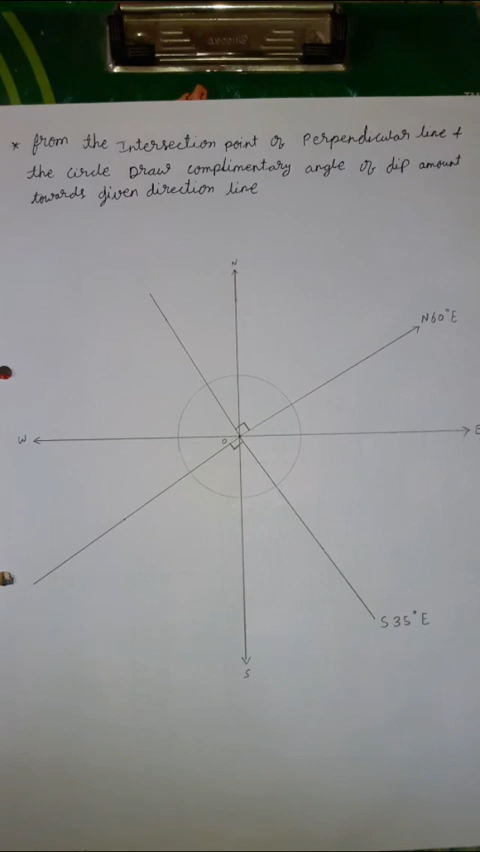 * from the Intersection point of Perpendicular line +
the circle Draw complimentary angle of dip amount
towards given direction line
N
N60°E
W
E
O
S35°E
S